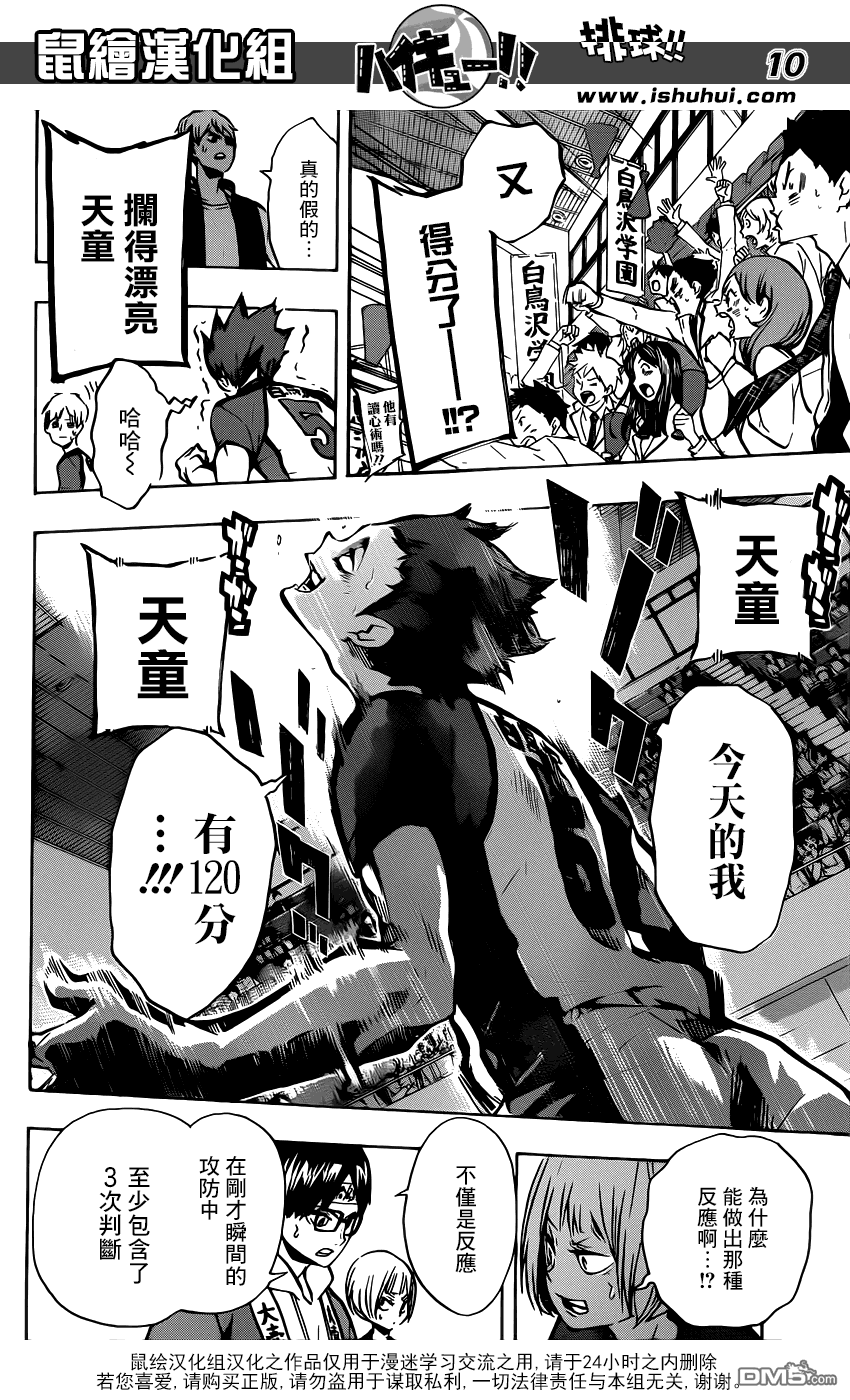 鼠繪漢化組
ハイキュー!!
排球!!
10
www.ishuhui.com
白鳥沢学園
白鳥沢学
又
得分了——!!?
他有
讀心術嗎!!
真的假的…
攔得漂亮
天童
哈哈～
天童
今天的我
天童
有120分
…!!!
為什麼
能做出那種
反應啊…!?
不僅是反應
在剛才瞬間的
攻防中
至少包含了
3次判斷
鼠绘汉化组汉化之作品仅用于漫迷学习交流之用, 请于24小时之内删除
若您喜爱, 请购买正版, 请勿盗用于谋取私利, 一切法律责任与本组无关, 谢谢。
DM5.com